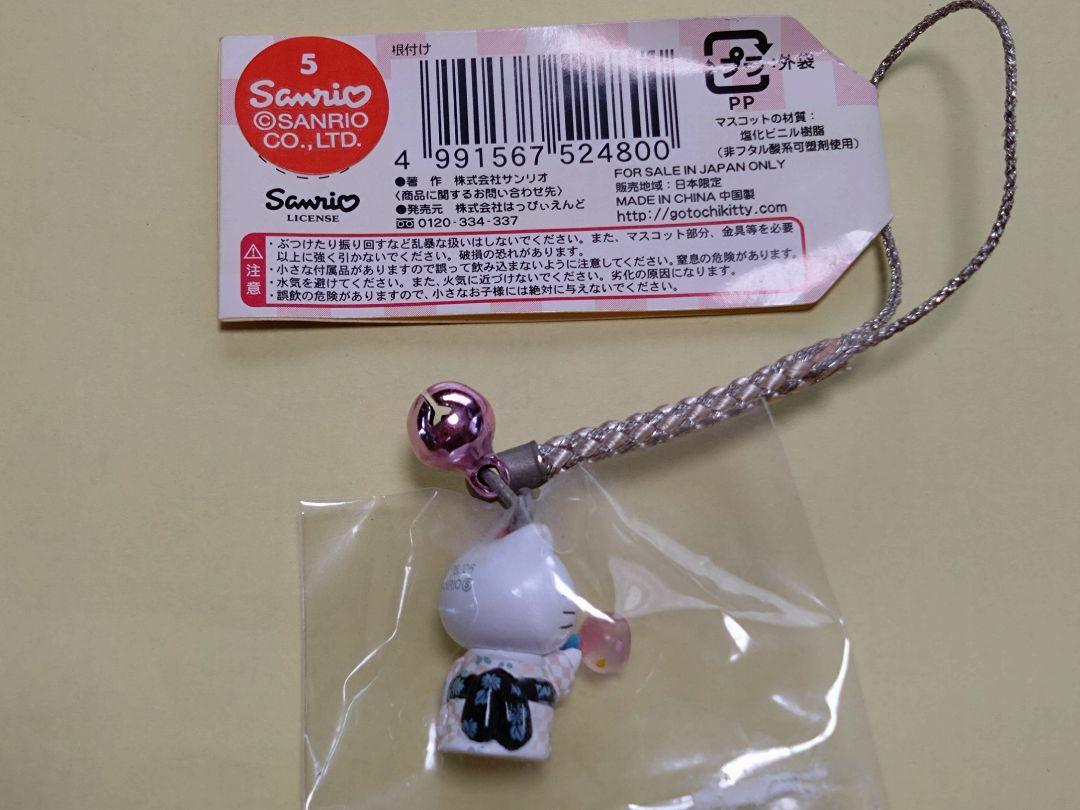 5
Sanrio
©SANRIO
CO.,LTD.
Sanrio
LICENSE
根付け
4 991567 524800
プラ :外袋
PP
マスコットの材質:
塩化ビニル樹脂
(非フタル酸系可塑剤使用)
●著 作 株式会社サンリオ
〈商品に関するお問い合わせ先〉
●発売元 株式会社はっぴぃえんど
0120-334-337
FOR SALE IN JAPAN ONLY
販売地域:日本限定
MADE IN CHINA 中国製
http://gotochikitty.com
注意
・ぶつけたり振り回すなど乱暴な扱いはしないでください。また、マスコット部分、金具等を必要
以上に強く引かないでください。破損の恐れがあります。
・小さな付属品がありますので誤って飲み込まないように注意してください。窒息の危険があります。
・水気を避けてください。また、火気に近づけないでください。劣化の原因になります。
・誤飲の危険がありますので、小さなお子様には絶対に与えないでください。